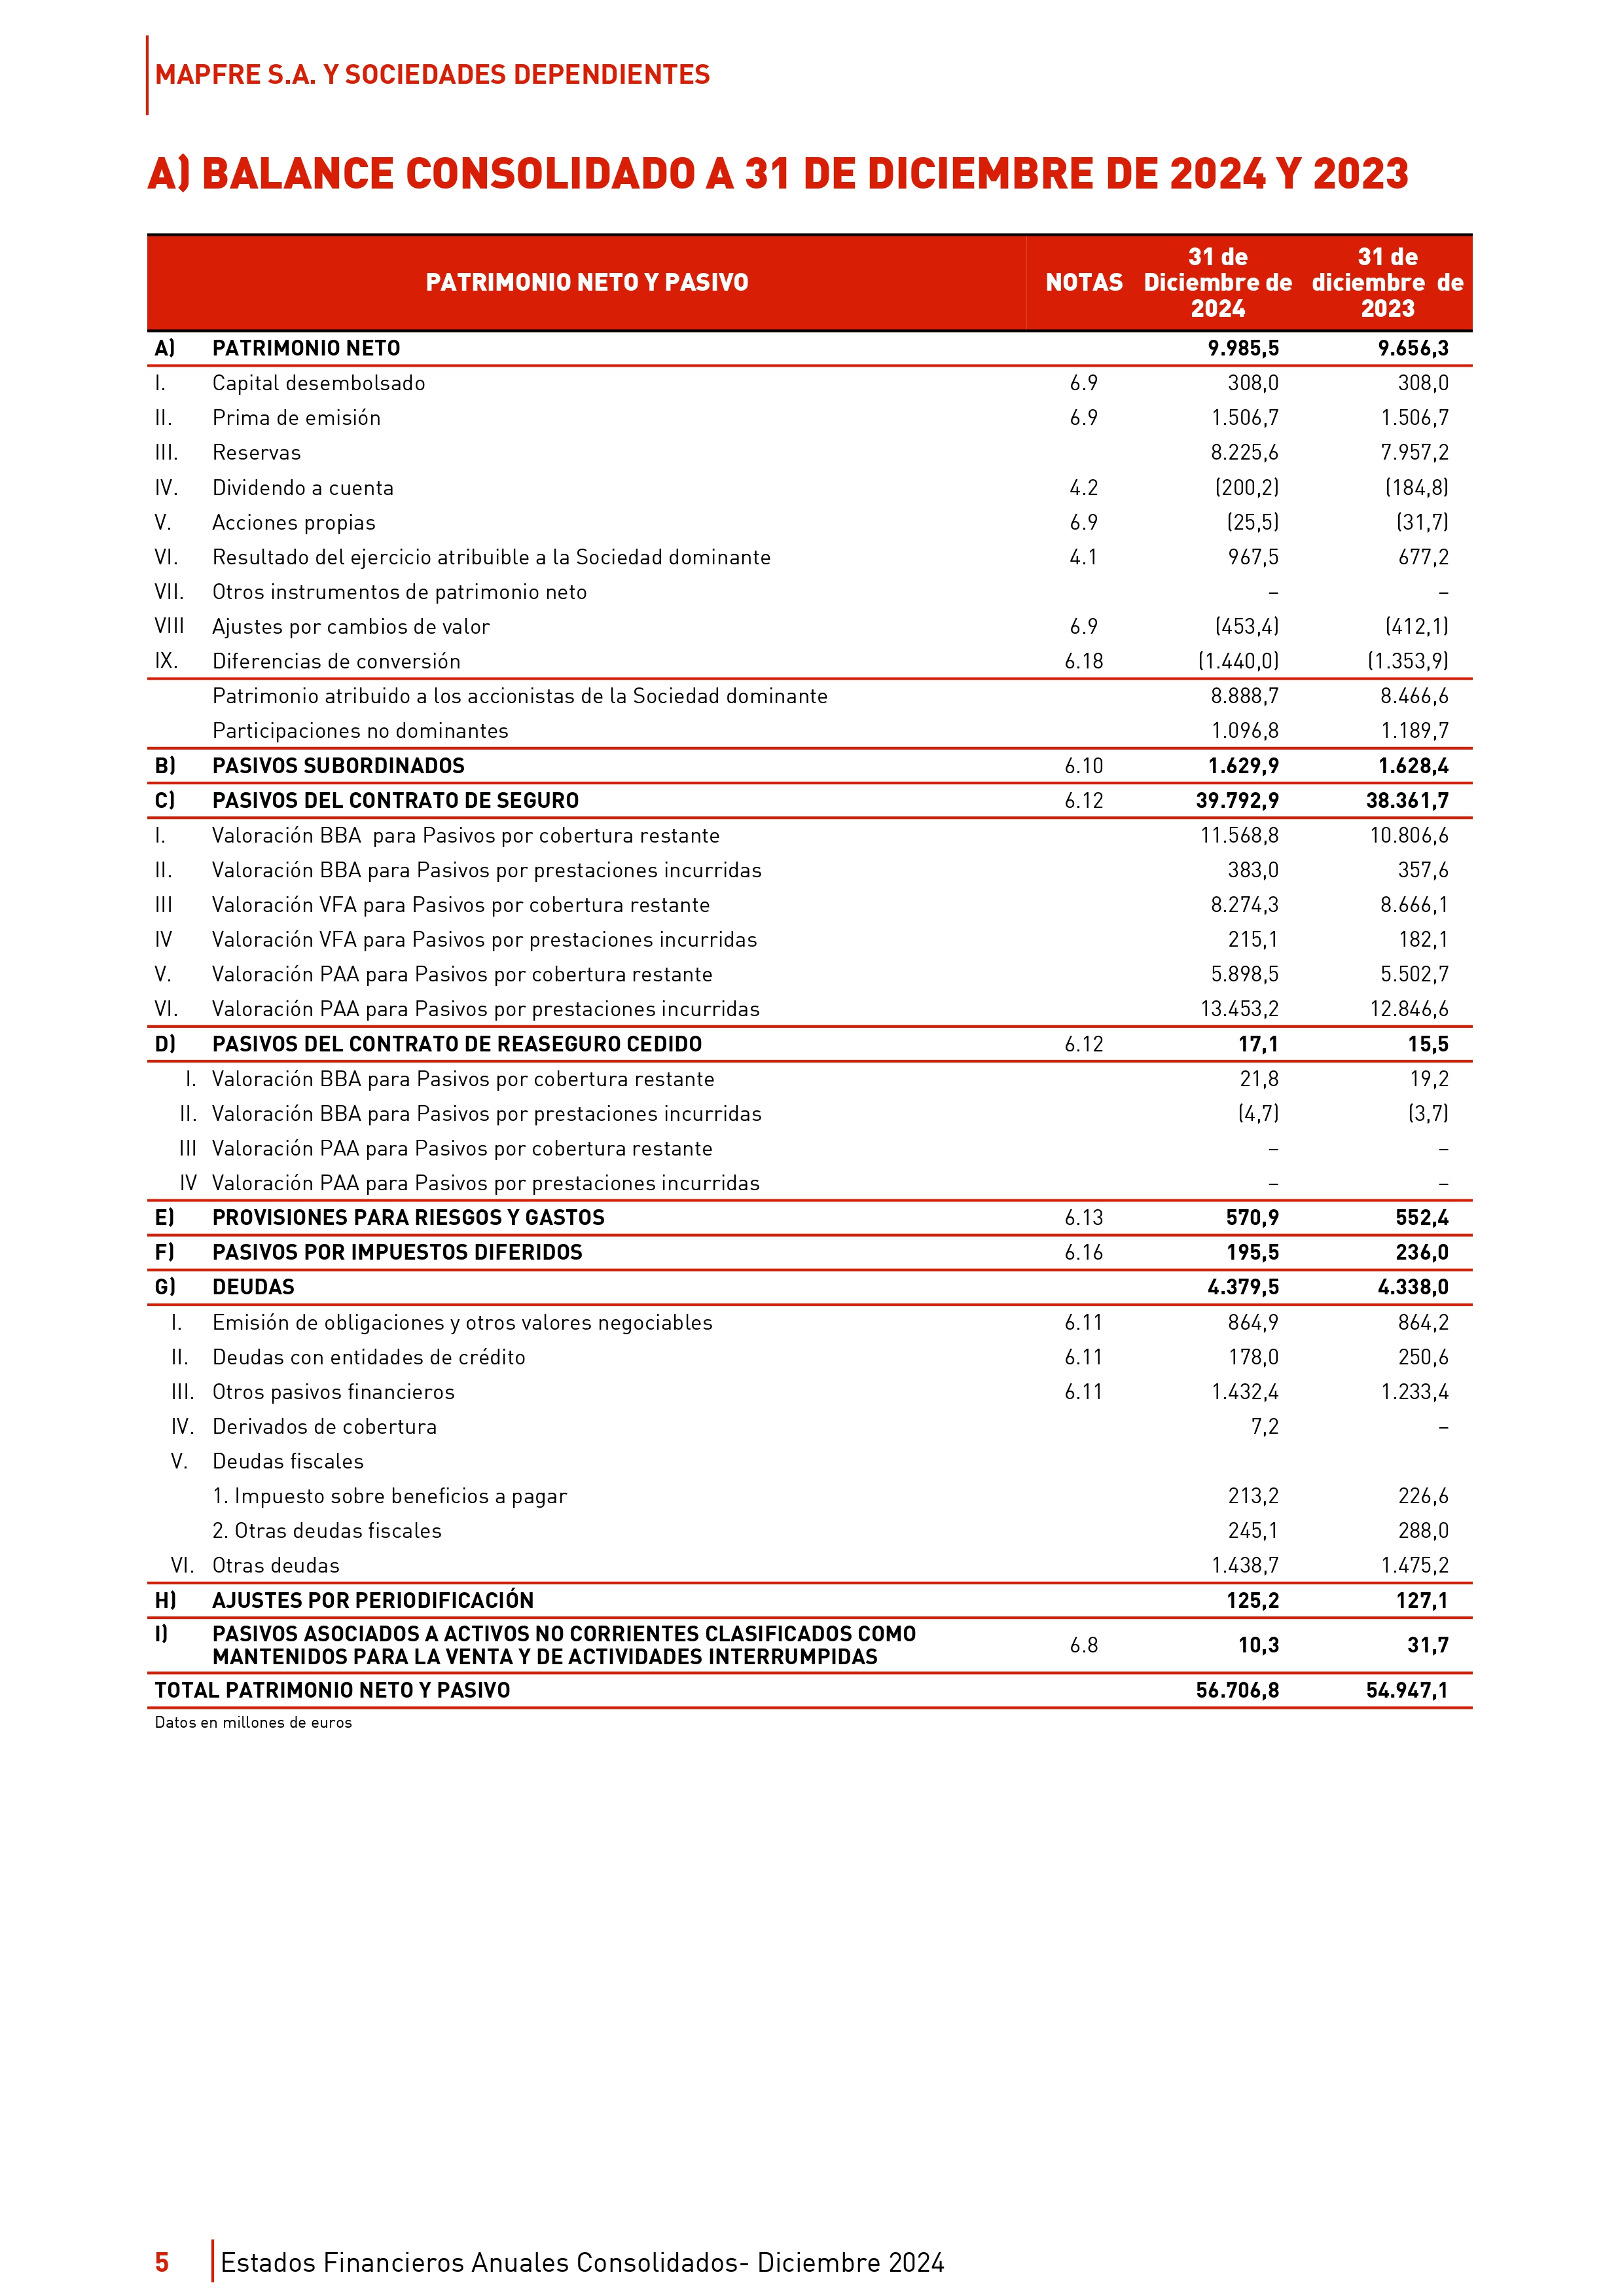 MAPFRE S.A. Y SOCIEDADES DEPENDIENTES
A) BALANCE CONSOLIDADO A 31 DE DICIEMBRE DE 2024 Y 2023
PATRIMONIO NETO Y PASIVO NOTAS 31 de Diciembre de 2024 31 de diciembre de 2023
A) PATRIMONIO NETO 9.985,5 9.656,3
I. Capital desembolsado 6.9 308,0 308,0
II. Prima de emisión 6.9 1.506,7 1.506,7
III. Reservas 8.225,6 7.957,2
IV. Dividendo a cuenta 4.2 (200,2) (184,8)
V. Acciones propias 6.9 (25,5) (31,7)
VI. Resultado del ejercicio atribuible a la Sociedad dominante 4.1 967,5 677,2
VII. Otros instrumentos de patrimonio neto – –
VIII Ajustes por cambios de valor 6.9 (453,4) (412,1)
IX. Diferencias de conversión 6.18 (1.440,0) (1.353,9)
Patrimonio atribuido a los accionistas de la Sociedad dominante 8.888,7 8.466,6
Participaciones no dominantes 1.096,8 1.189,7
B) PASIVOS SUBORDINADOS 6.10 1.629,9 1.628,4
C) PASIVOS DEL CONTRATO DE SEGURO 6.12 39.792,9 38.361,7
I. Valoración BBA para Pasivos por cobertura restante 11.568,8 10.806,6
II. Valoración BBA para Pasivos por prestaciones incurridas 383,0 357,6
III Valoración VFA para Pasivos por cobertura restante 8.274,3 8.666,1
IV Valoración VFA para Pasivos por prestaciones incurridas 215,1 182,1
V. Valoración PAA para Pasivos por cobertura restante 5.898,5 5.502,7
VI. Valoración PAA para Pasivos por prestaciones incurridas 13.453,2 12.846,6
D) PASIVOS DEL CONTRATO DE REASEGURO CEDIDO 6.12 17,1 15,5
I. Valoración BBA para Pasivos por cobertura restante 21,8 19,2
II. Valoración BBA para Pasivos por prestaciones incurridas (4,7) (3,7)
III Valoración PAA para Pasivos por cobertura restante – –
IV Valoración PAA para Pasivos por prestaciones incurridas – –
E) PROVISIONES PARA RIESGOS Y GASTOS 6.13 570,9 552,4
F) PASIVOS POR IMPUESTOS DIFERIDOS 6.16 195,5 236,0
G) DEUDAS 4.379,5 4.338,0
I. Emisión de obligaciones y otros valores negociables 6.11 864,9 864,2
II. Deudas con entidades de crédito 6.11 178,0 250,6
III. Otros pasivos financieros 6.11 1.432,4 1.233,4
IV. Derivados de cobertura 7,2 –
V. Deudas fiscales
1. Impuesto sobre beneficios a pagar 213,2 226,6
2. Otras deudas fiscales 245,1 288,0
VI. Otras deudas 1.438,7 1.475,2
H) AJUSTES POR PERIODIFICACIÓN 125,2 127,1
I) PASIVOS ASOCIADOS A ACTIVOS NO CORRIENTES CLASIFICADOS COMO
MANTENIDOS PARA LA VENTA Y DE ACTIVIDADES INTERRUMPIDAS 6.8 10,3 31,7
TOTAL PATRIMONIO NETO Y PASIVO 56.706,8 54.947,1
Datos en millones de euros
5 Estados Financieros Anuales Consolidados- Diciembre 2024